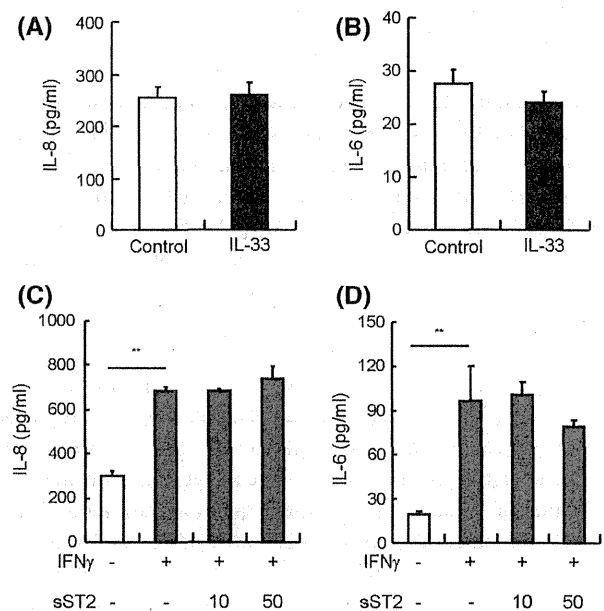 (A)
IL-8 (pg/ml)
400
300
200
100
0
Control IL-33
(B)
IL-6 (pg/ml)
40
30
20
10
0
Control IL-33
(C)
IL-8 (pg/ml)
1000
800
600
400
200
0
**
IFNγ - + + +
sST2 - - 10 50
(D)
IL-6 (pg/ml)
150
120
90
60
30
0
**
IFNγ - + + +
sST2 - - 10 50